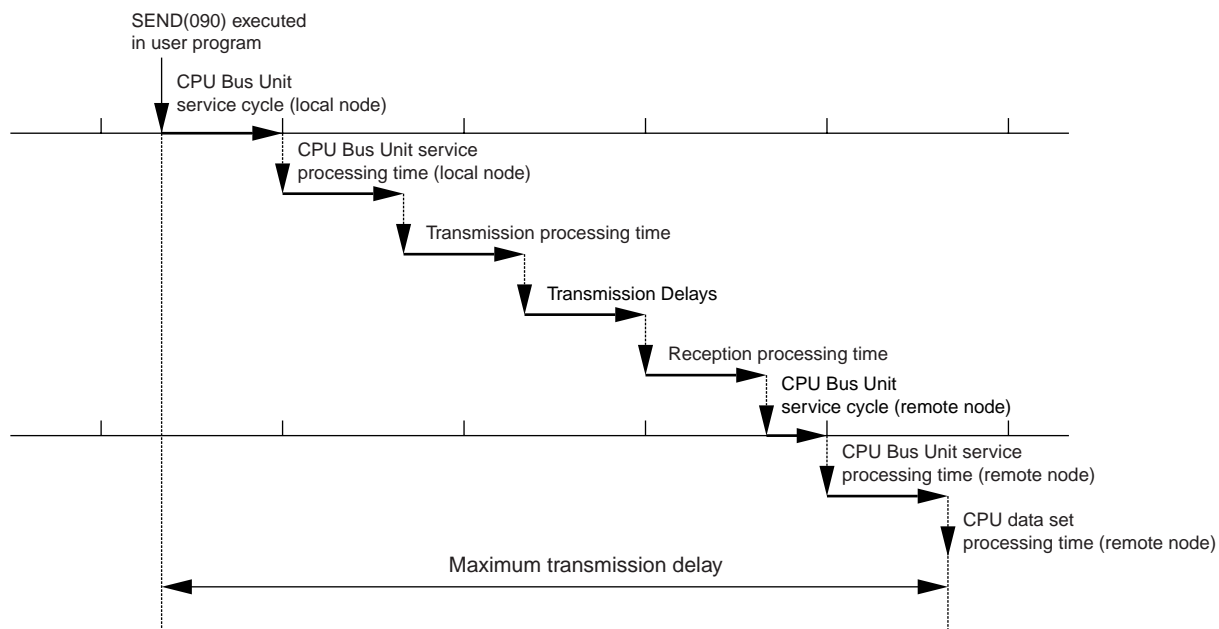 SEND(090) executed
in user program
CPU Bus Unit
service cycle (local node)
CPU Bus Unit service
processing time (local node)
Transmission processing time
Transmission Delays
Reception processing time
CPU Bus Unit
service cycle (remote node)
CPU Bus Unit service
processing time (remote node)
CPU data set
processing time (remote node)
Maximum transmission delay